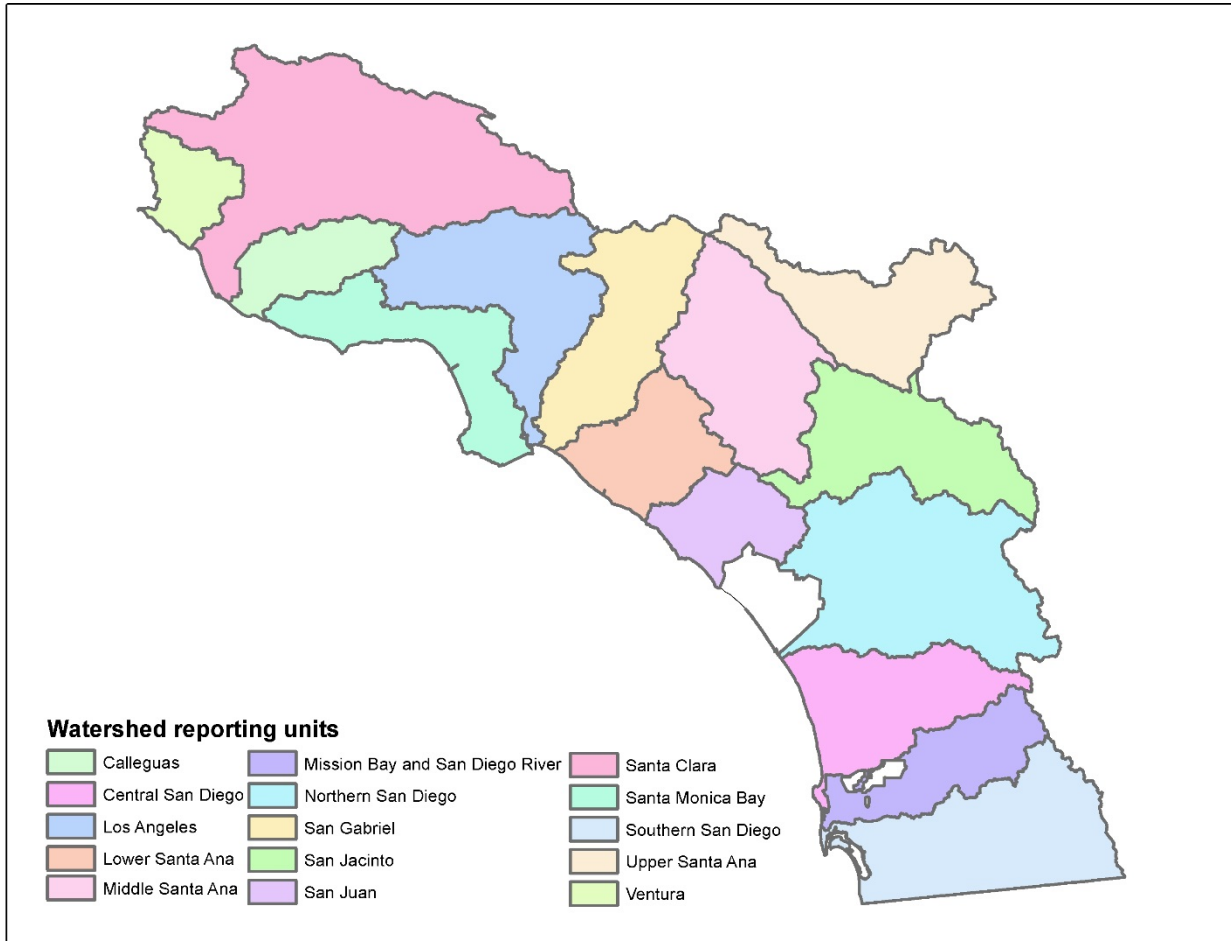 Watershed reporting units
Calleguas
Central San Diego
Los Angeles
Lower Santa Ana
Middle Santa Ana
Mission Bay and San Diego River
Northern San Diego
San Gabriel
San Jacinto
San Juan
Santa Clara
Santa Monica Bay
Southern San Diego
Upper Santa Ana
Ventura